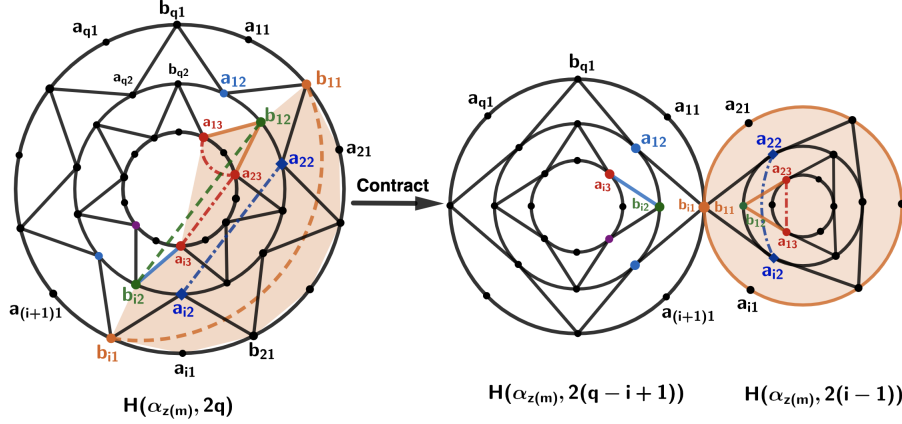 b_{q1}
a_{q1}
a_{11}
b_{q2}
a_{q2}
a_{12}
b_{11}
b_{12}
a_{13}
a_{21}
a_{22}
a_{23}
a_{i3}
b_{i2}
a_{i2}
a_{(i+1)1}
b_{i1}
b_{21}
a_{i1}
H(α_{z(m)}, 2q)
Contract
b_{q1}
a_{q1}
a_{11}
a_{12}
a_{i3}
b_{i2}
b_{i1}
a_{(i+1)1}
H(α_{z(m)}, 2(q − i + 1))
a_{21}
a_{22}
a_{23}
b_{11}
b_{12}
a_{13}
a_{i2}
a_{i1}
H(α_{z(m)}, 2(i − 1))